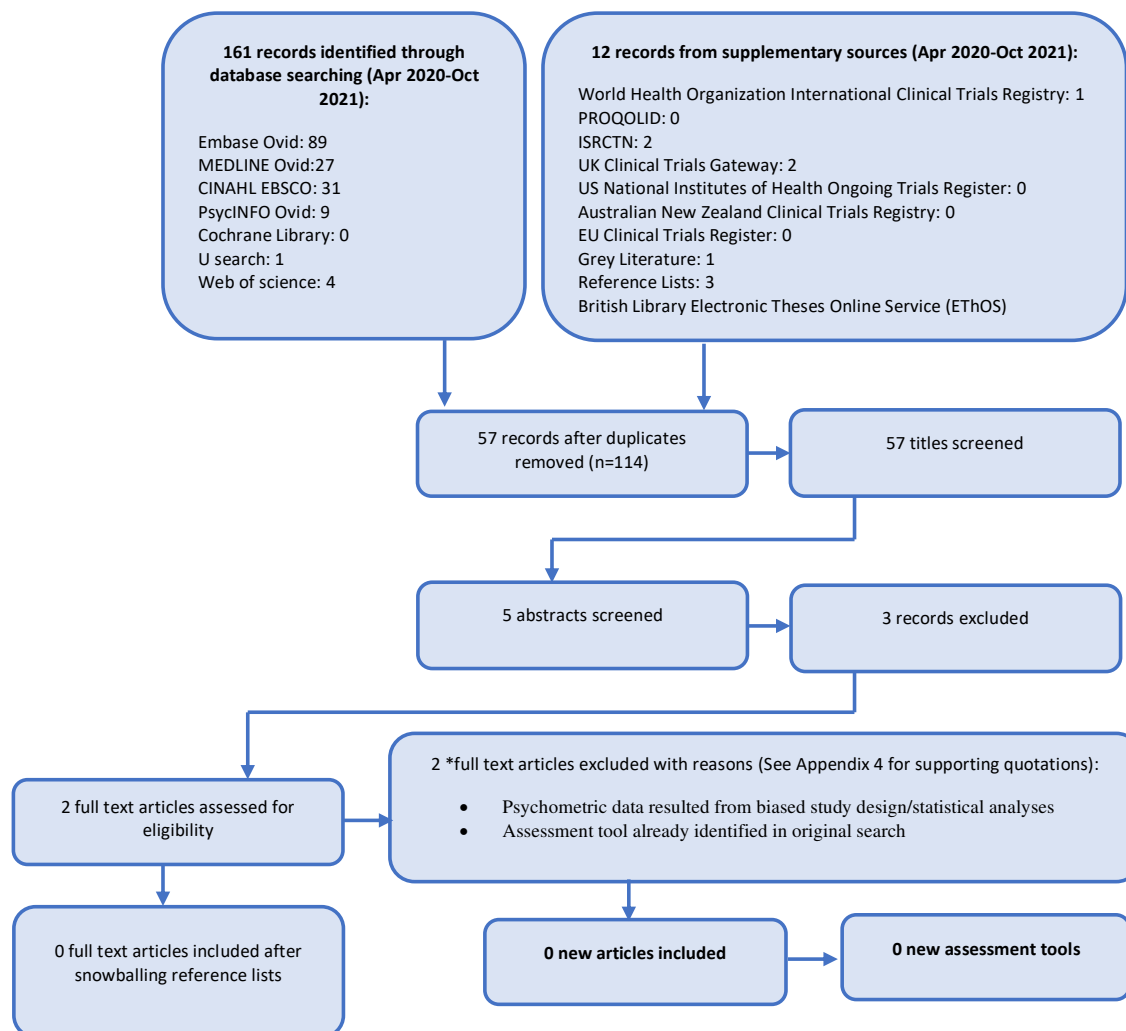 161 records identified through
database searching (Apr 2020-Oct
2021):
Embase Ovid: 89
MEDLINE Ovid:27
CINAHL EBSCO: 31
PsycINFO Ovid: 9
Cochrane Library: 0
U search: 1
Web of science: 4
12 records from supplementary sources (Apr 2020-Oct 2021):
World Health Organization International Clinical Trials Registry: 1
PROQOLID: 0
ISRCTN: 2
UK Clinical Trials Gateway: 2
US National Institutes of Health Ongoing Trials Register: 0
Australian New Zealand Clinical Trials Registry: 0
EU Clinical Trials Register: 0
Grey Literature: 1
Reference Lists: 3
British Library Electronic Theses Online Service (EThOS)
57 records after duplicates
removed (n=114)
57 titles screened
5 abstracts screened
3 records excluded
2 full text articles assessed for
eligibility
2 *full text articles excluded with reasons (See Appendix 4 for supporting quotations):
• Psychometric data resulted from biased study design/statistical analyses
• Assessment tool already identified in original search
0 full text articles included after
snowballing reference lists
0 new articles included
0 new assessment tools